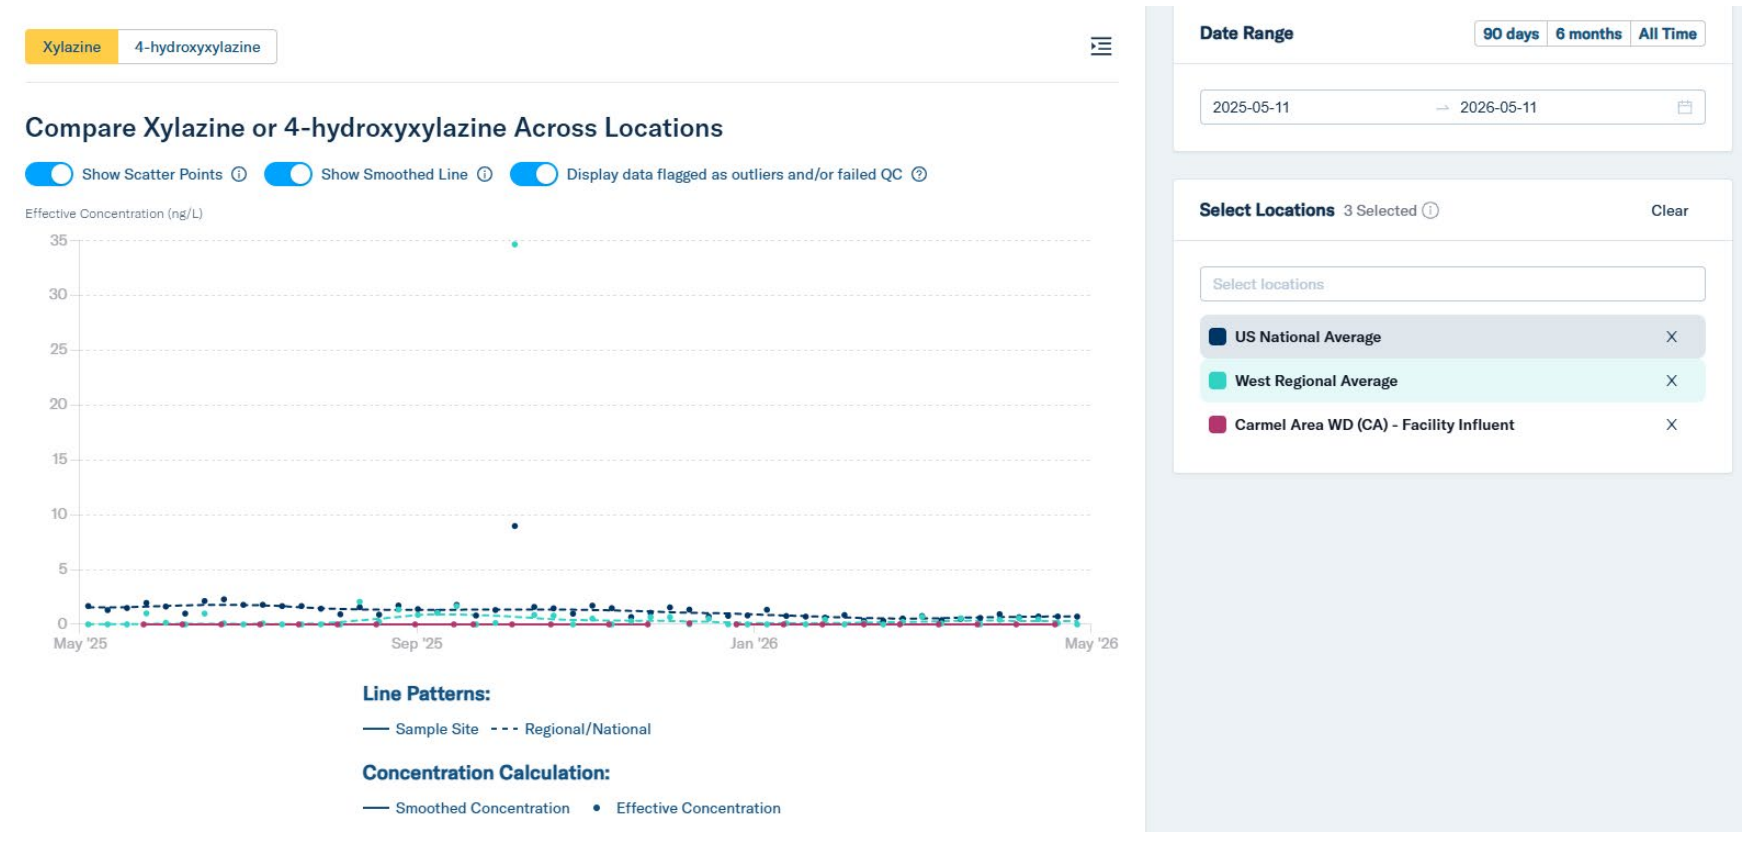 Xylazine 4-hydroxyxylazine
Compare Xylazine or 4-hydroxyxylazine Across Locations
Show Scatter Points Show Smoothed Line Display data flagged as outliers and/or failed QC
Effective Concentration (ng/L)
35
30
25
20
15
10
5
0
May '25 Sep '25 Jan '26 May '26
Line Patterns:
Sample Site Regional/National
Concentration Calculation:
Smoothed Concentration Effective Concentration
Date Range 90 days 6 months All Time
2025-05-11 → 2026-05-11
Select Locations 3 Selected Clear
Select locations
US National Average X
West Regional Average X
Carmel Area WD (CA) - Facility Influent X